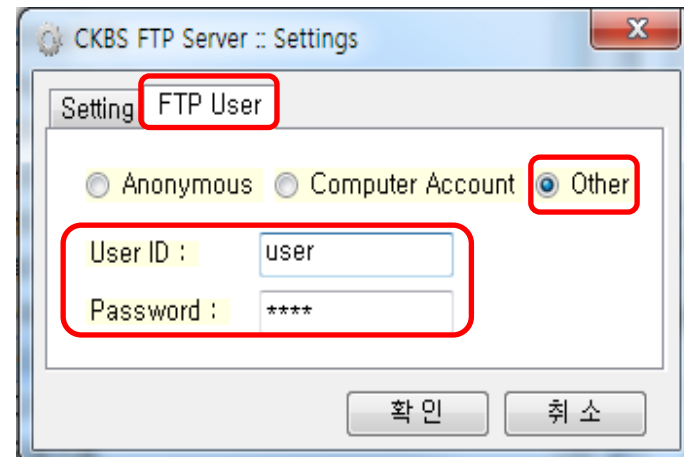 CKBS FTP Server :: Settings
Setting FTP User
Anonymous Computer Account Other
User ID : user
Password : ****
확 인 취 소